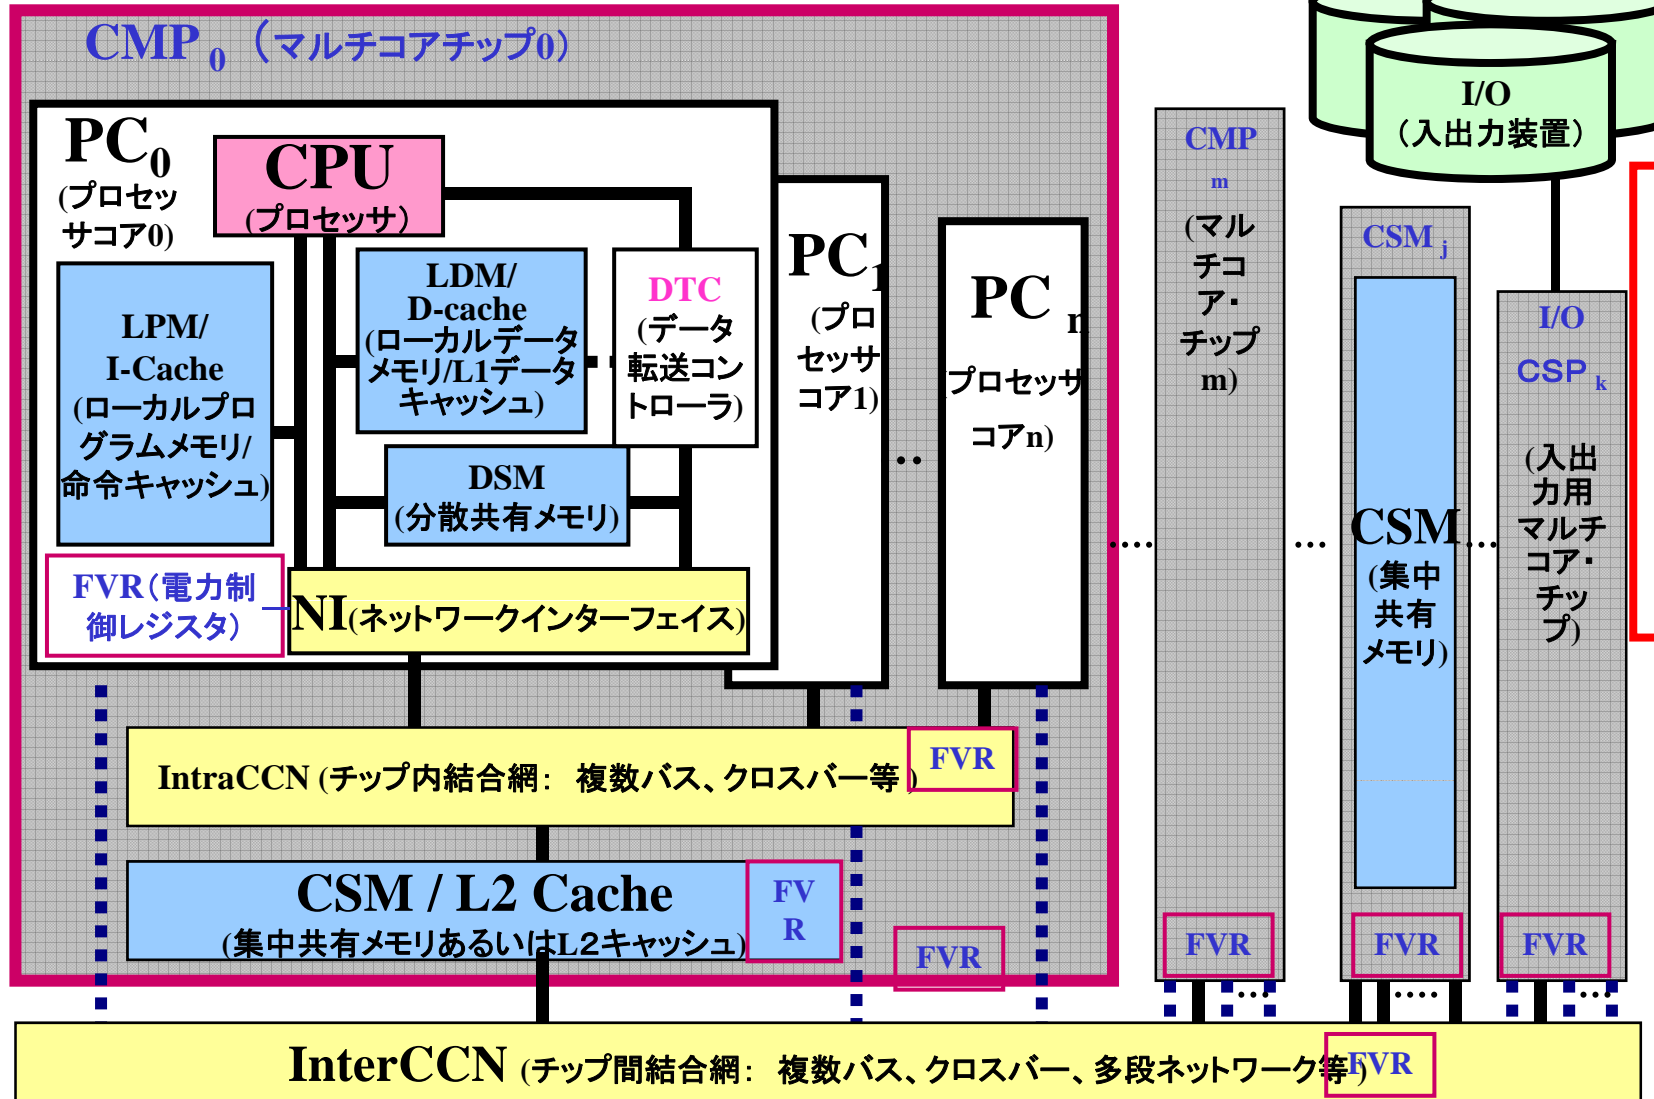 CMP 0 (マルチコアチップ0)
PC0
(プロセッ
サコア0)
CPU
(プロセッサ)
LPM/
I-Cache
(ローカルプロ
グラムメモリ/
命令キャッシュ)
LDM/
D-cache
(ローカルデータ
メモリ/L1データ
キャッシュ)
DTC
(データ
転送コン
トローラ)
DSM
(分散共有メモリ)
FVR(電力制
御レジスタ)
NI(ネットワークインターフェイス)
PC1
(プロ
セッサ
コア1)
..
PC n
(プロセッサ
コアn)
IntraCCN (チップ内結合網: 複数バス、クロスバー等 )
FVR
CSM / L2 Cache
(集中共有メモリあるいはL2キャッシュ)
FV
R
FVR
....
CMP
m
(マル
チコ
ア・
チップ
m)
FVR
....
...
CSM j
CSM
(集中
共有
メモリ)
FVR
....
...
I/O
(入出力装置)
I/O
CSP k
(入出
力用
マルチ
コア・
チッ
プ)
FVR
....
InterCCN (チップ間結合網: 複数バス、クロスバー、多段ネットワーク等 )
FVR